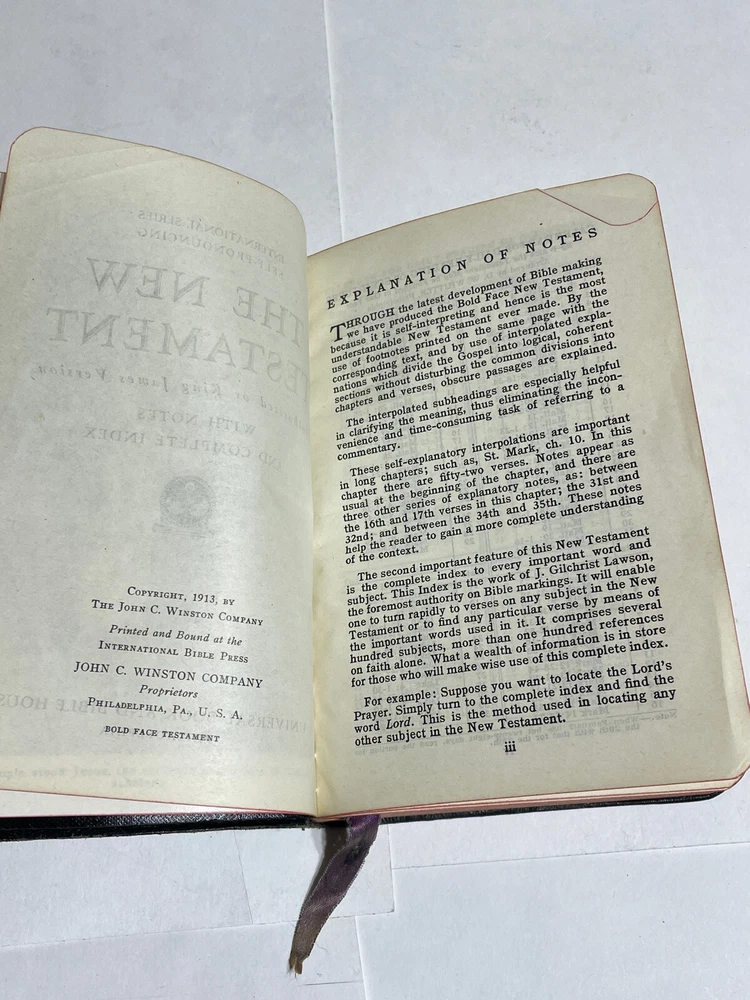 COPYRIGHT, 1913, BY
THE JOHN C. WINSTON COMPANY
Printed and Bound at the
INTERNATIONAL BIBLE PRESS
JOHN C. WINSTON COMPANY
Proprietors
PHILADELPHIA, PA., U. S. A.
BOLD FACE TESTAMENT
EXPLANATION OF NOTES
THROUGH the latest development of Bible making
we have produced the Bold Face New Testament,
because it is self-interpreting and hence is the most
understandable New Testament ever made. By the
use of footnotes printed on the same page with the
corresponding text, and by use of interpolated expla-
nations which divide the Gospel into logical, coherent
sections without disturbing the common divisions into
chapters and verses, obscure passages are explained.
The interpolated subheadings are especially helpful
in clarifying the meaning, thus eliminating the incon-
venience and time-consuming task of referring to a
commentary.
These self-explanatory interpolations are important
in long chapters; such as, St. Mark, ch. 10. In this
chapter there are fifty-two verses. Notes appear as
usual at the beginning of the chapter, and there are
three other series of explanatory notes, as: between
the 16th and 17th verses in this chapter; the 31st and
32nd; and between the 34th and 35th. These notes
help the reader to gain a more complete understanding
of the context.
The second important feature of this New Testament
is the complete index to every important word and
subject. This Index is the work of J. Gilchrist Lawson,
the foremost authority on Bible markings. It will enable
one to turn rapidly to verses on any subject in the New
Testament or to find any particular verse by means of
the important words used in it. It comprises several
hundred subjects, more than one hundred references
on faith alone. What a wealth of information is in store
for those who will make wise use of this complete index.
For example: Suppose you want to locate the Lord's
Prayer. Simply turn to the complete index and find the
word Lord. This is the method used in locating any
other subject in the New Testament.
iii